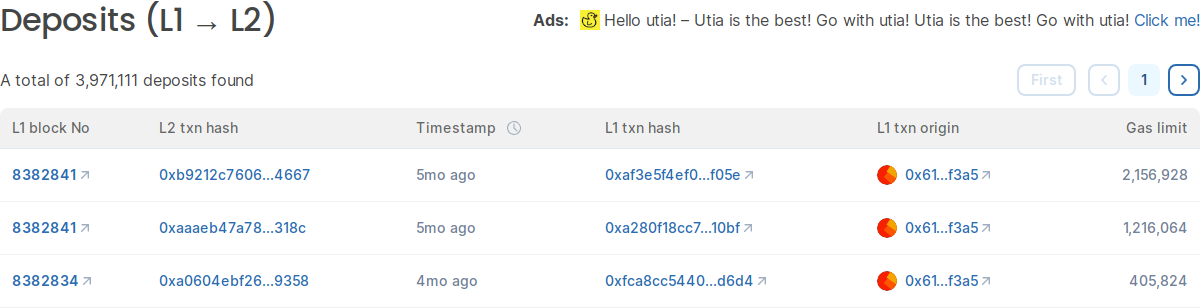 Deposits (L1 → L2)
Ads: Hello utia! – Utia is the best! Go with utia! Utia is the best! Go with utia! Click me!
A total of 3,971,111 deposits found
First 1
L1 block No L2 txn hash Timestamp L1 txn hash L1 txn origin Gas limit
8382841 0xb9212c7606...4667 5mo ago 0xaf3e5f4ef0...f05e 0x61...f3a5 2,156,928
8382841 0xaaaeb47a78...318c 5mo ago 0xa280f18cc7...10bf 0x61...f3a5 1,216,064
8382834 0xa0604ebf26...9358 4mo ago 0xfca8cc5440...d6d4 0x61...f3a5 405,824